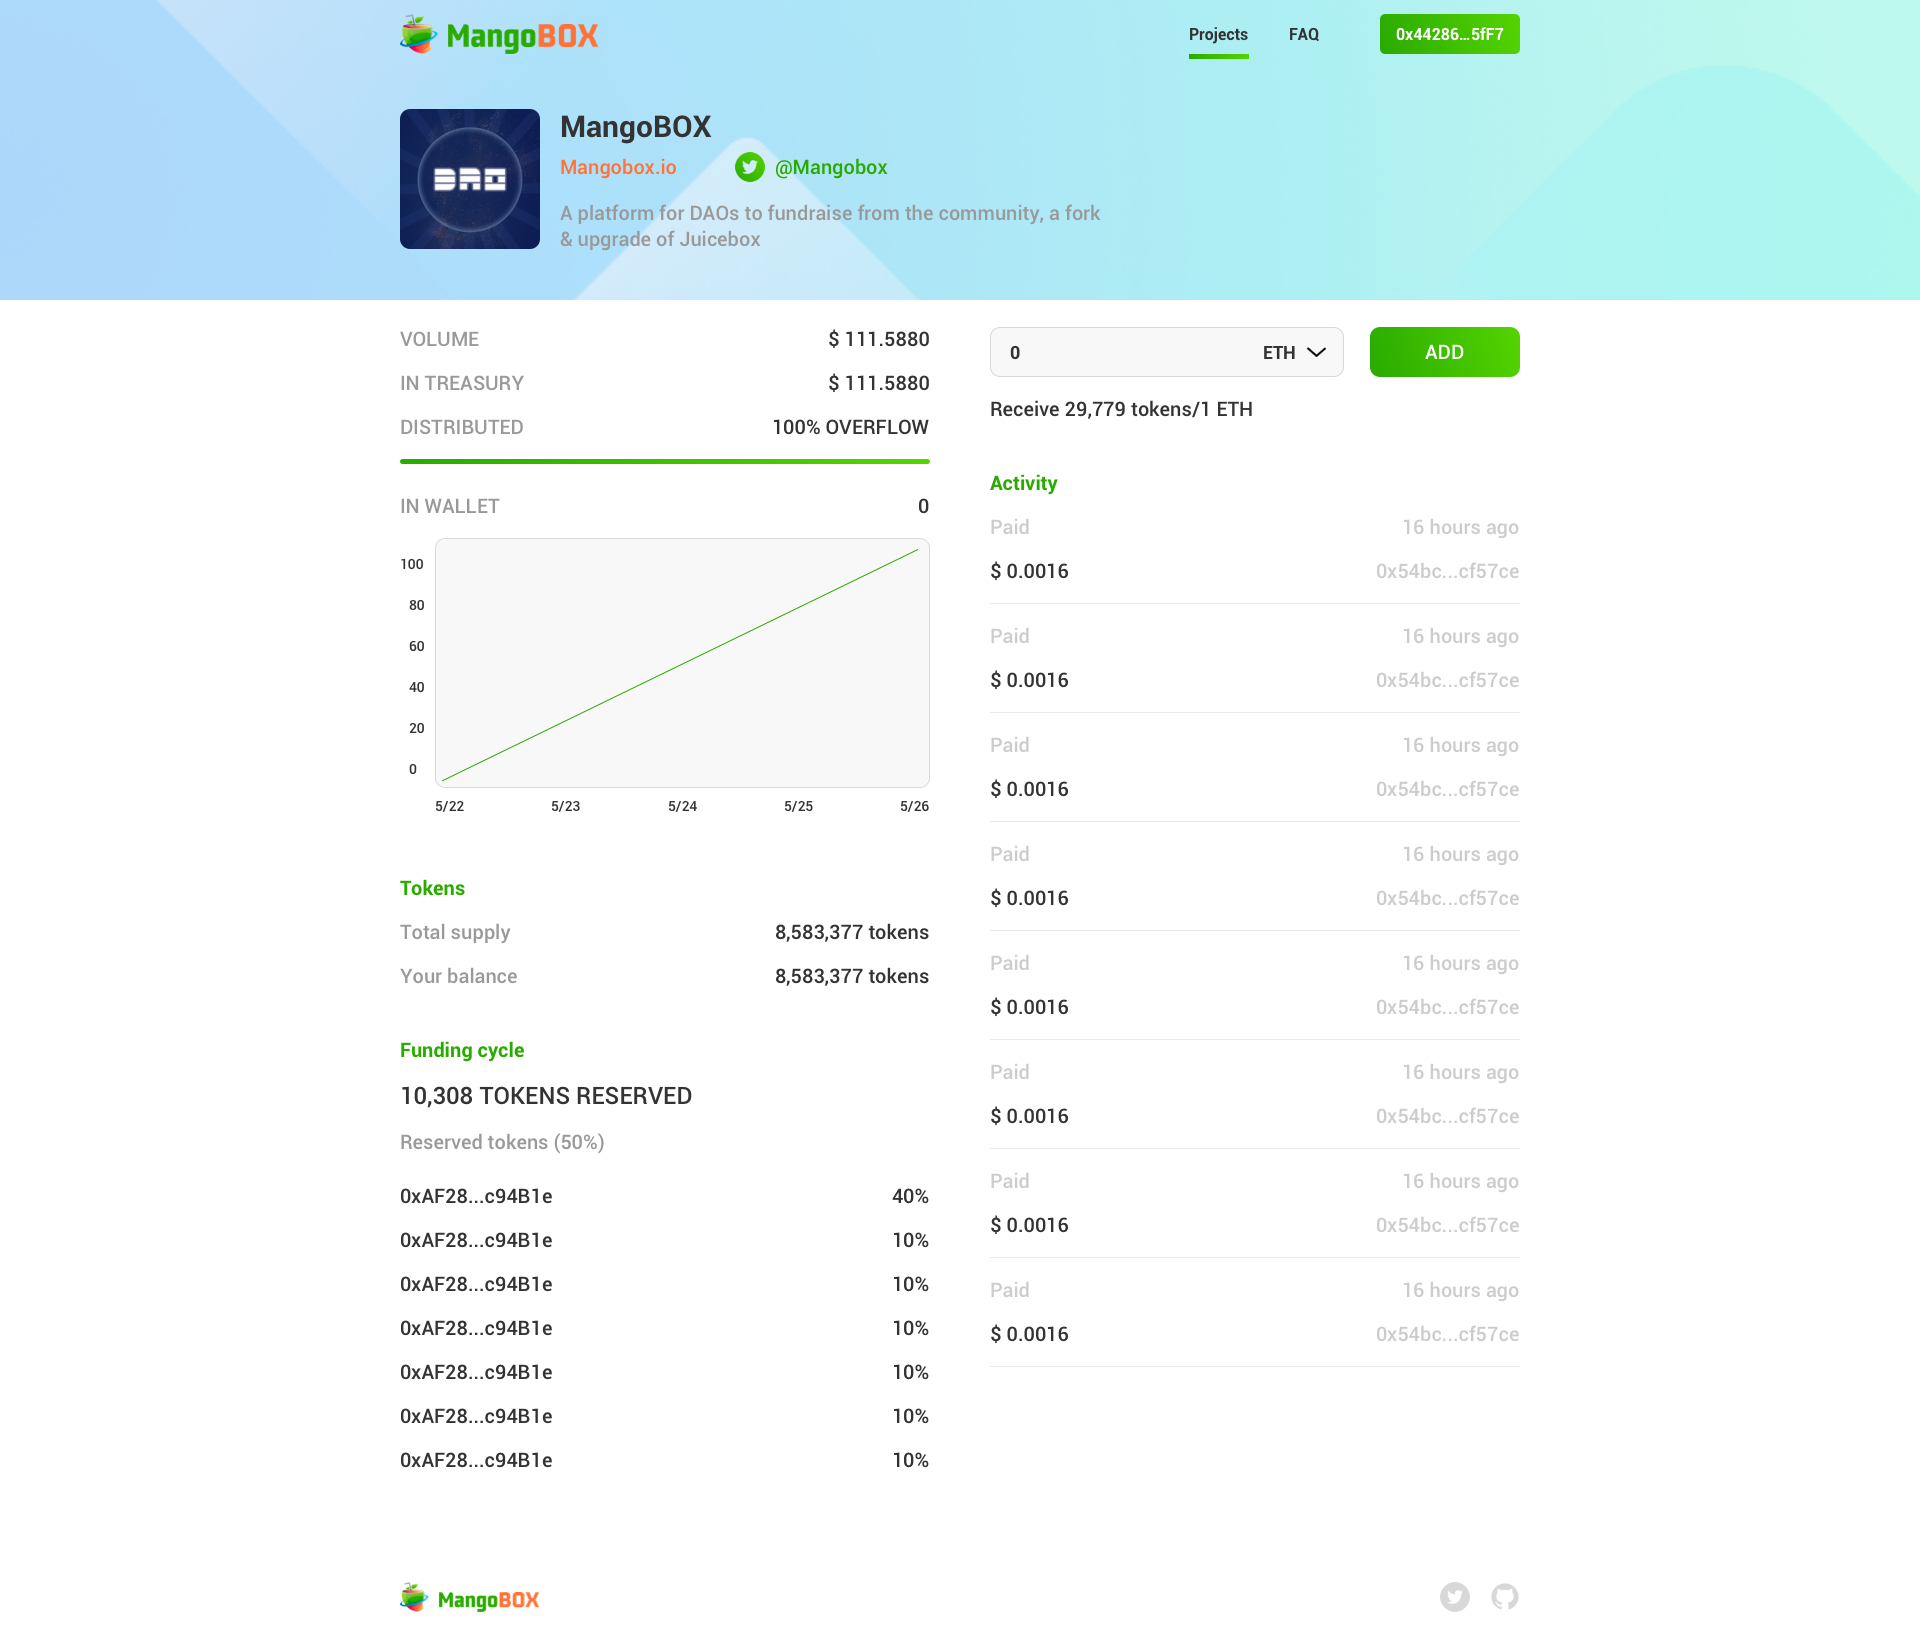 MangoBOX
Projects
FAQ
0x44286...5fF7
DAO
MangoBOX
Mangobox.io
@Mangobox
A platform for DAOs to fundraise from the community, a fork
& upgrade of Juicebox
VOLUME $ 111.5880
IN TREASURY $ 111.5880
DISTRIBUTED 100% OVERFLOW
IN WALLET 0
100
80
60
40
20
0
5/22 5/23 5/24 5/25 5/26
Tokens
Total supply 8,583,377 tokens
Your balance 8,583,377 tokens
Funding cycle
10,308 TOKENS RESERVED
Reserved tokens (50%)
0xAF28...c94B1e 40%
0xAF28...c94B1e 10%
0xAF28...c94B1e 10%
0xAF28...c94B1e 10%
0xAF28...c94B1e 10%
0xAF28...c94B1e 10%
0xAF28...c94B1e 10%
0 ETH
ADD
Receive 29,779 tokens/1 ETH
Activity
Paid 16 hours ago
$ 0.0016 0x54bc...cf57ce
Paid 16 hours ago
$ 0.0016 0x54bc...cf57ce
Paid 16 hours ago
$ 0.0016 0x54bc...cf57ce
Paid 16 hours ago
$ 0.0016 0x54bc...cf57ce
Paid 16 hours ago
$ 0.0016 0x54bc...cf57ce
Paid 16 hours ago
$ 0.0016 0x54bc...cf57ce
Paid 16 hours ago
$ 0.0016 0x54bc...cf57ce
Paid 16 hours ago
$ 0.0016 0x54bc...cf57ce
MangoBOX